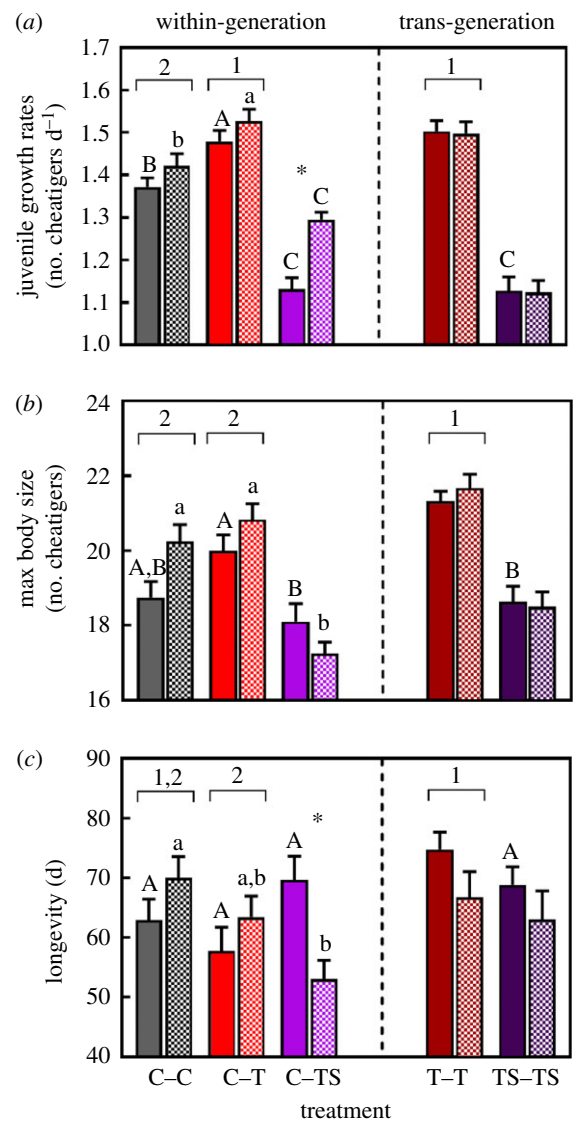 within-generation trans-generation
(a)
juvenile growth rates
(no. cheatigers d⁻¹)
1.7
1.6
1.5
1.4
1.3
1.2
1.1
1.0
2 1 1
B b A a C * C C
(b)
max body size
(no. cheatigers)
24
22
20
18
16
2 2 1
A,B a A a B b B
(c)
longevity (d)
90
80
70
60
50
40
1,2 2 1
A a A a,b A * b A
C–C C–T C–TS T–T TS–TS
treatment